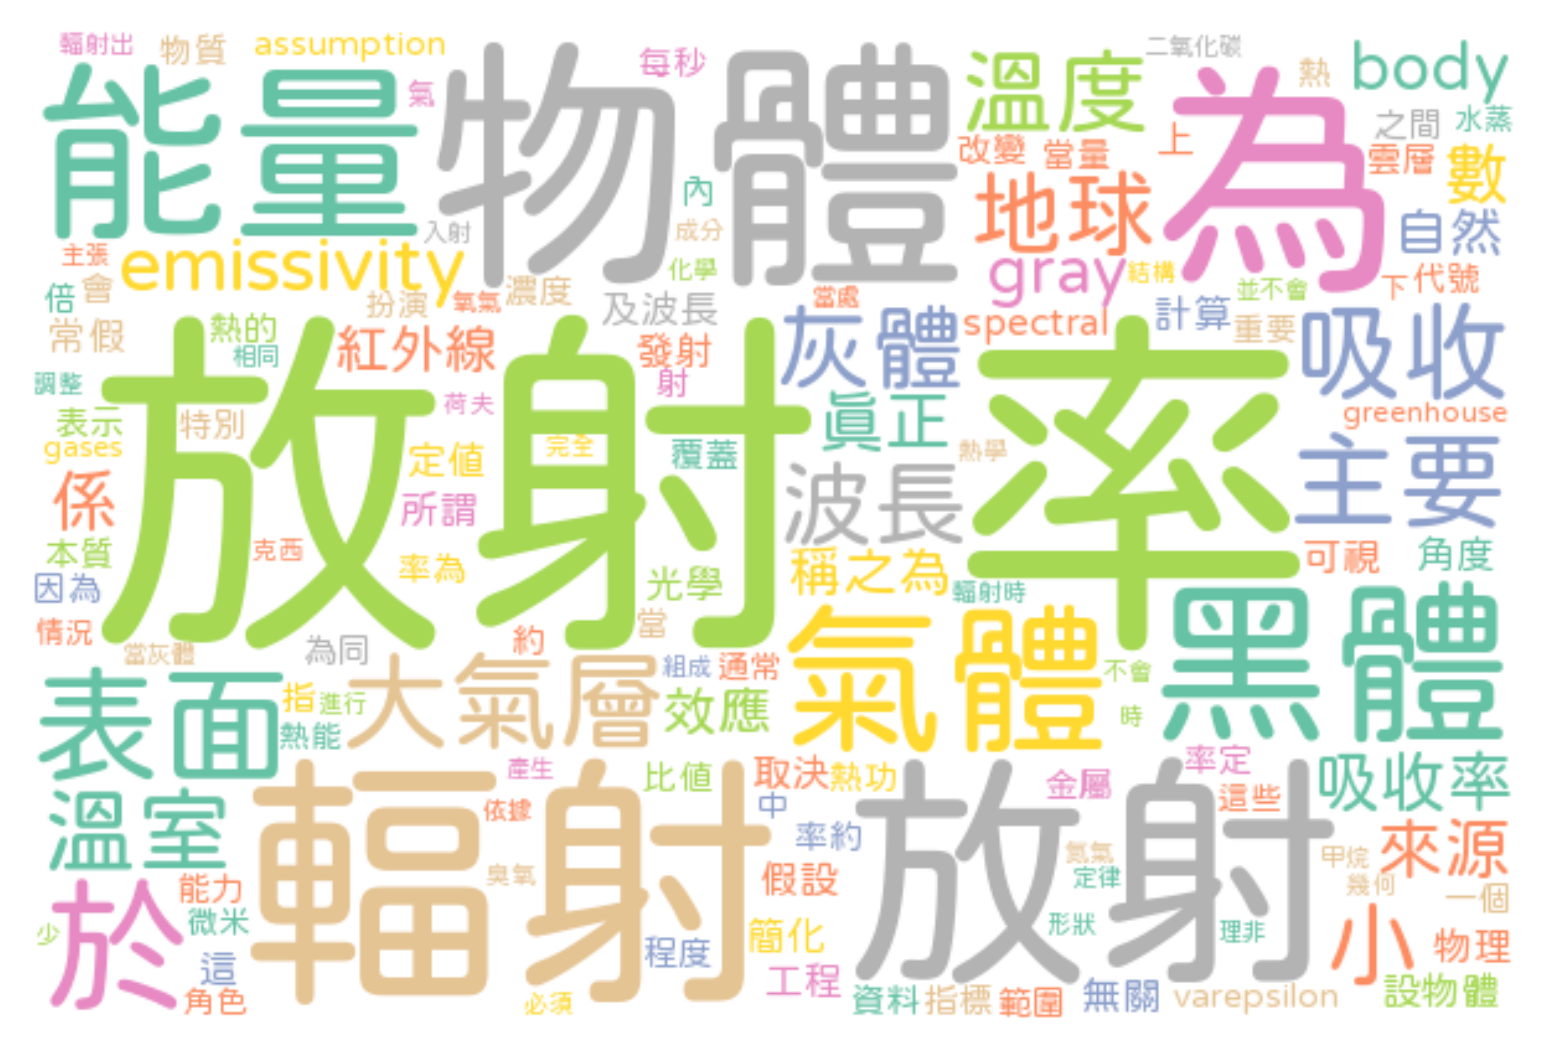 輻射出
物質
assumption
每秒
二氧化碳
熱
body
能量
氣
物體
溫度
為
之間
水蒸
改變
當量
上
雲層
數
內
地球
自然
入射
成分
主張
emissivity
化學
gray
結構
下
代號
倍
會
扮演
氧氣
濃度
及波長
當處
並不會
常假
熱的
相同
紅外線
發射
灰體
spectral
計算
重要
吸收
調整
射
表示
特別
荷夫
放射率
真正
greenhouse
gases
定值
完全
覆蓋
熱學
係
所謂
波長
主要
本質
克西
率為
光學
稱之為
可視
角度
因為
輻射時
情況
當灰體
為同
約
當
氣體
黑體
表面
指
進行
大氣層
組成
通常
不會
效應
熱能
時
產生
比值
取決
熱功
率定
金屬
吸收率
溫室
輻射
依據
中
放射
這些
率約
來源
臭氧
假設
氮氣
甲烷
定律
幾何
於
能力
一個
微米
形狀
理非
小
少
簡化
物理
這
程度
工程
角色
必須
資料
指標
範圍
無關
varepsilon
設物體